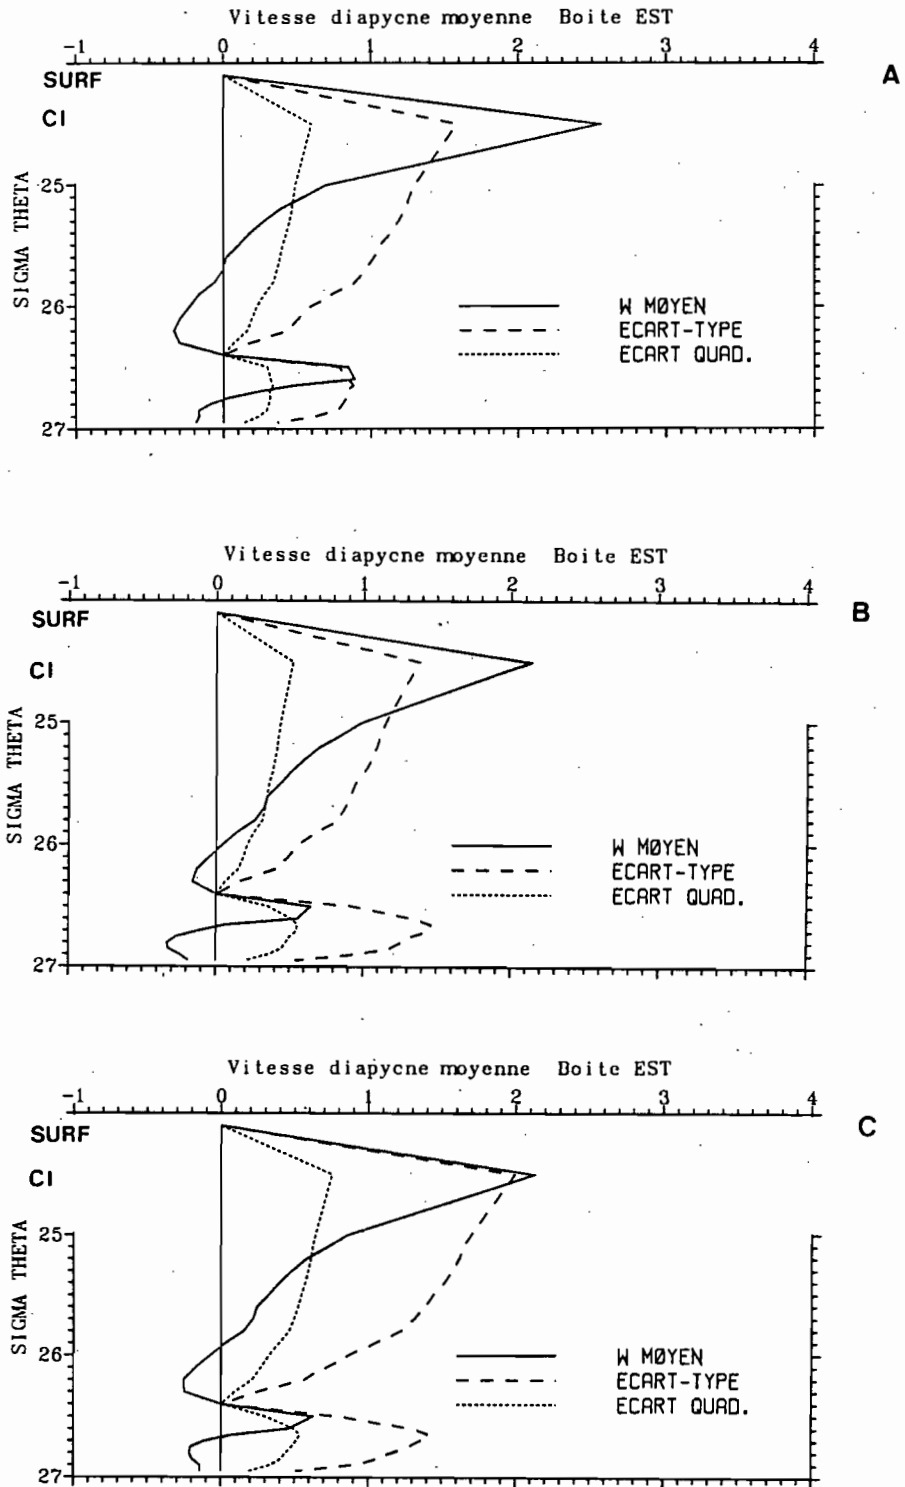 Vitesse diapycne moyenne Boite EST
-1 0 1 2 3 4
A
SURF
CI
25
26
27
SIGMA THETA
W MØYEN
ECART-TYPE
ECART QUAD.
Vitesse diapycne moyenne Boite EST
-1 0 1 2 3 4
B
SURF
CI
25
26
27
SIGMA THETA
W MØYEN
ECART-TYPE
ECART QUAD.
Vitesse diapycne moyenne Boite EST
-1 0 1 2 3 4
C
SURF
CI
25
26
27
SIGMA THETA
W MØYEN
ECART-TYPE
ECART QUAD.